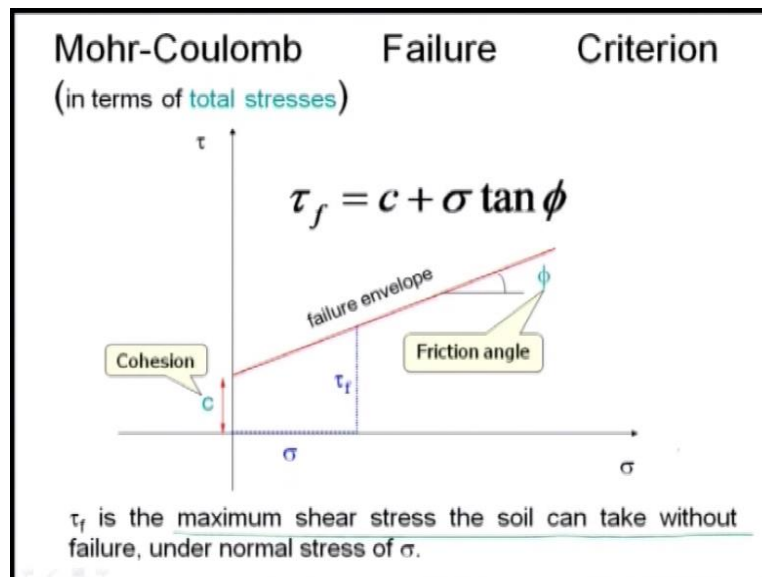 Mohr-Coulomb Failure Criterion
(in terms of total stresses)
τ
τf = c + σ tan ϕ
failure envelope
ϕ
Cohesion
Friction angle
τf
c
σ
σ
τf is the maximum shear stress the soil can take without
failure, under normal stress of σ.